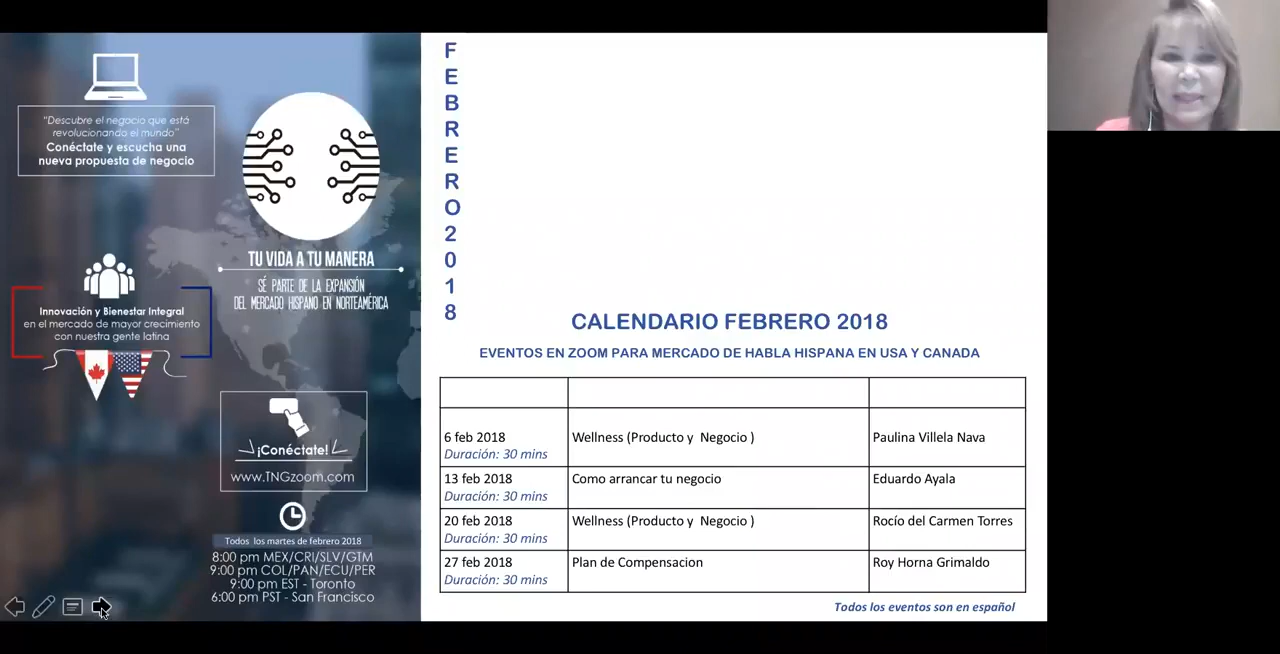 "Descubre el negocio que está
revolucionando el mundo"
Conéctate y escucha una
nueva propuesta de negocio
TU VIDA A TU MANERA
SÉ PARTE DE LA EXPANSIÓN
DEL MERCADO HISPANO EN NORTEAMÉRICA
Innovación y Bienestar Integral
en el mercado de mayor crecimiento
con nuestra gente latina
¡Conéctate!
www.TNGzoom.com
Todos los martes de febrero 2018
8:00 pm MEX/CRI/SLV/GTM
9:00 pm COL/PAN/ECU/PER
9:00 pm EST - Toronto
6:00 pm PST - San Francisco
F
E
B
R
E
R
O
2
0
1
8
CALENDARIO FEBRERO 2018
EVENTOS EN ZOOM PARA MERCADO DE HABLA HISPANA EN USA Y CANADA
6 feb 2018 Wellness (Producto y Negocio ) Paulina Villela Nava
Duración: 30 mins
13 feb 2018 Como arrancar tu negocio Eduardo Ayala
Duración: 30 mins
20 feb 2018 Wellness (Producto y Negocio ) Rocío del Carmen Torres
Duración: 30 mins
27 feb 2018 Plan de Compensacion Roy Horna Grimaldo
Duración: 30 mins
Todos los eventos son en español